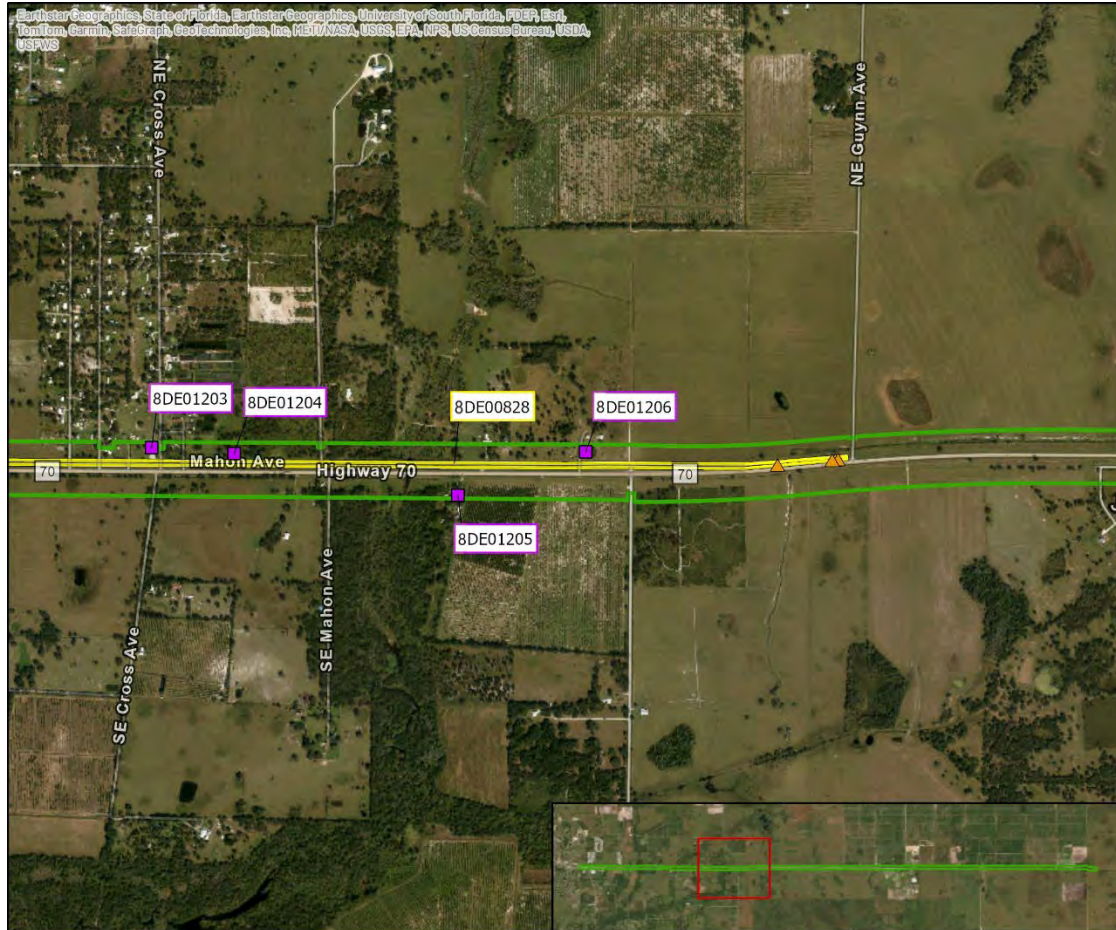 Earthstar Geographics, State of Florida, Earthstar Geographics, University of South Florida, FDEP, Esri,
TomTom, Garmin, SafeGraph, GeoTechnologies, Inc, METI/NASA, USGS, EPA, NPS, US Census Bureau, USDA,
USFWS
NE Cross Ave
NE Guynn Ave
8DE01203
8DE01204
8DE00828
8DE01206
70
Mahon Ave
Highway 70
70
8DE01205
SE Mahon Ave
SE Cross Ave